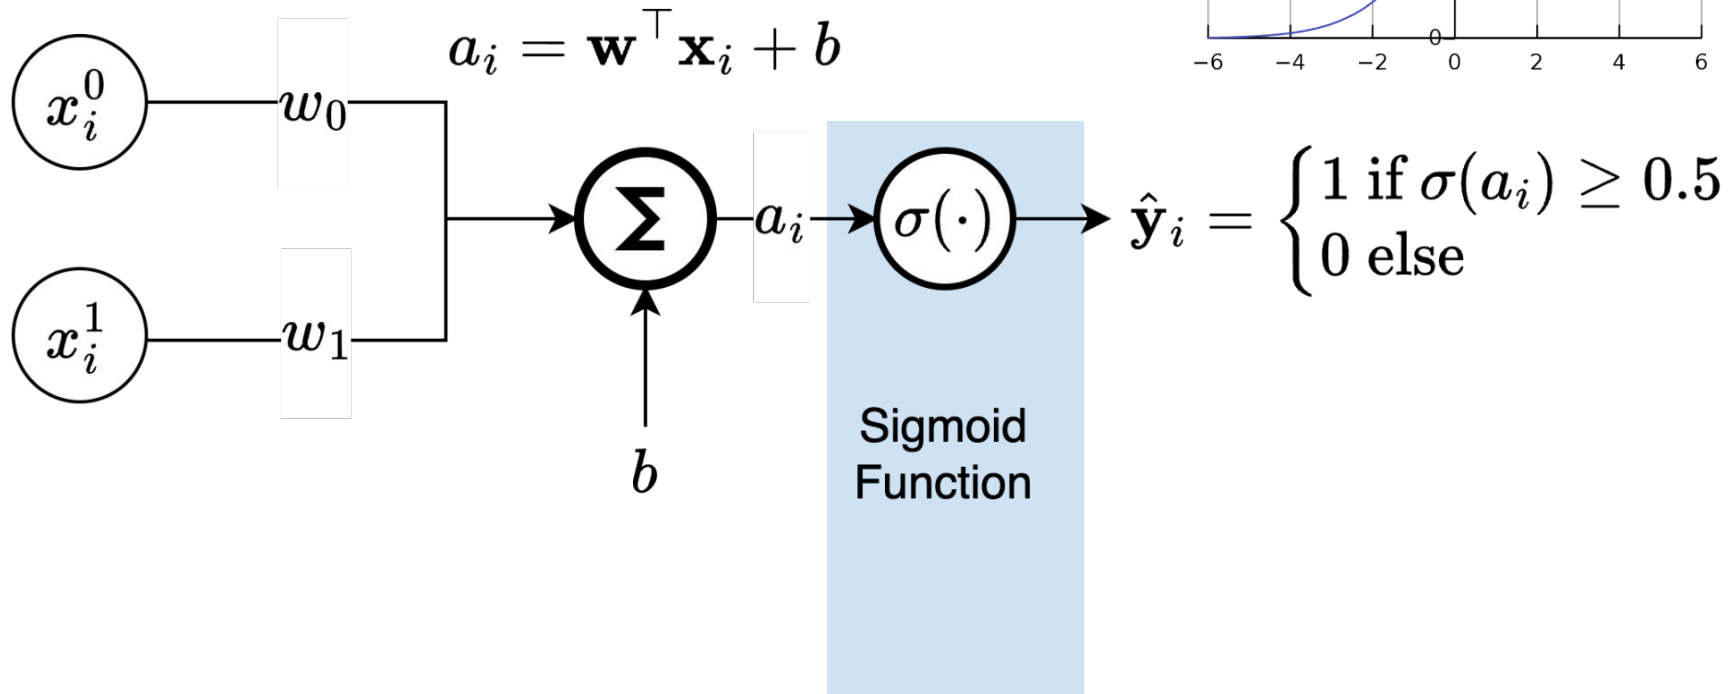 a_i = w^⊤ x_i + b
0
−6 −4 −2 0 2 4 6
x_i^0
w_0
x_i^1
w_1
Σ
a_i
σ(·)
ŷ_i = { 1 if σ(a_i) ≥ 0.5
0 else
b
Sigmoid
Function